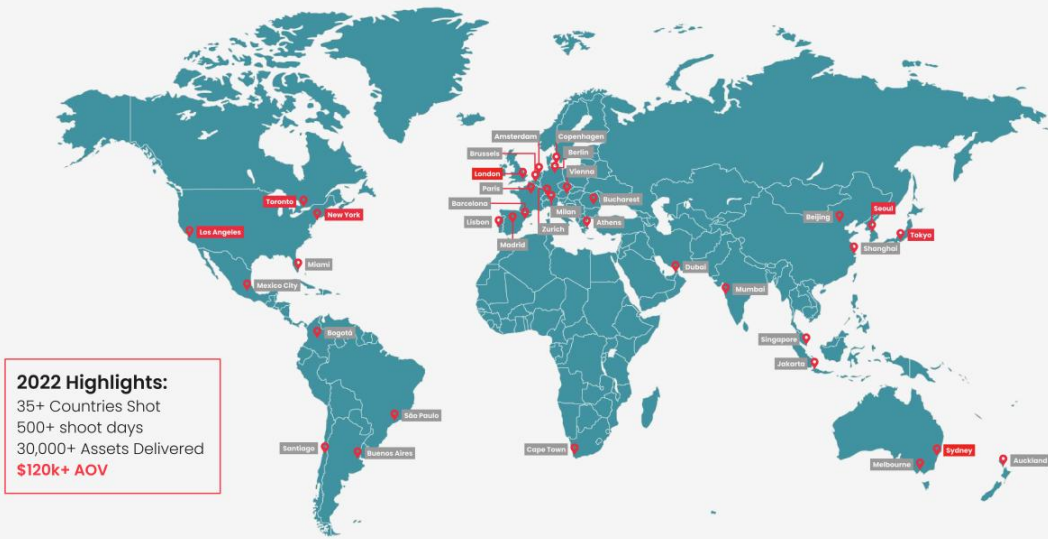 Amsterdam
Copenhagen
Brussels
Berlin
London
Vienna
Paris
Toronto
Barcelona
Bucharest
New York
Lisbon
Milan
Athens
Seoul
Beijing
Los Angeles
Zurich
Madrid
Tokyo
Shanghai
Miami
Dubai
Mexico City
Mumbai
Bogotá
Singapore
Jakarta
2022 Highlights:
35+ Countries Shot
500+ shoot days
30,000+ Assets Delivered
$120k+ AOV
São Paulo
Santiago
Buenos Aires
Cape Town
Sydney
Melbourne
Auckland